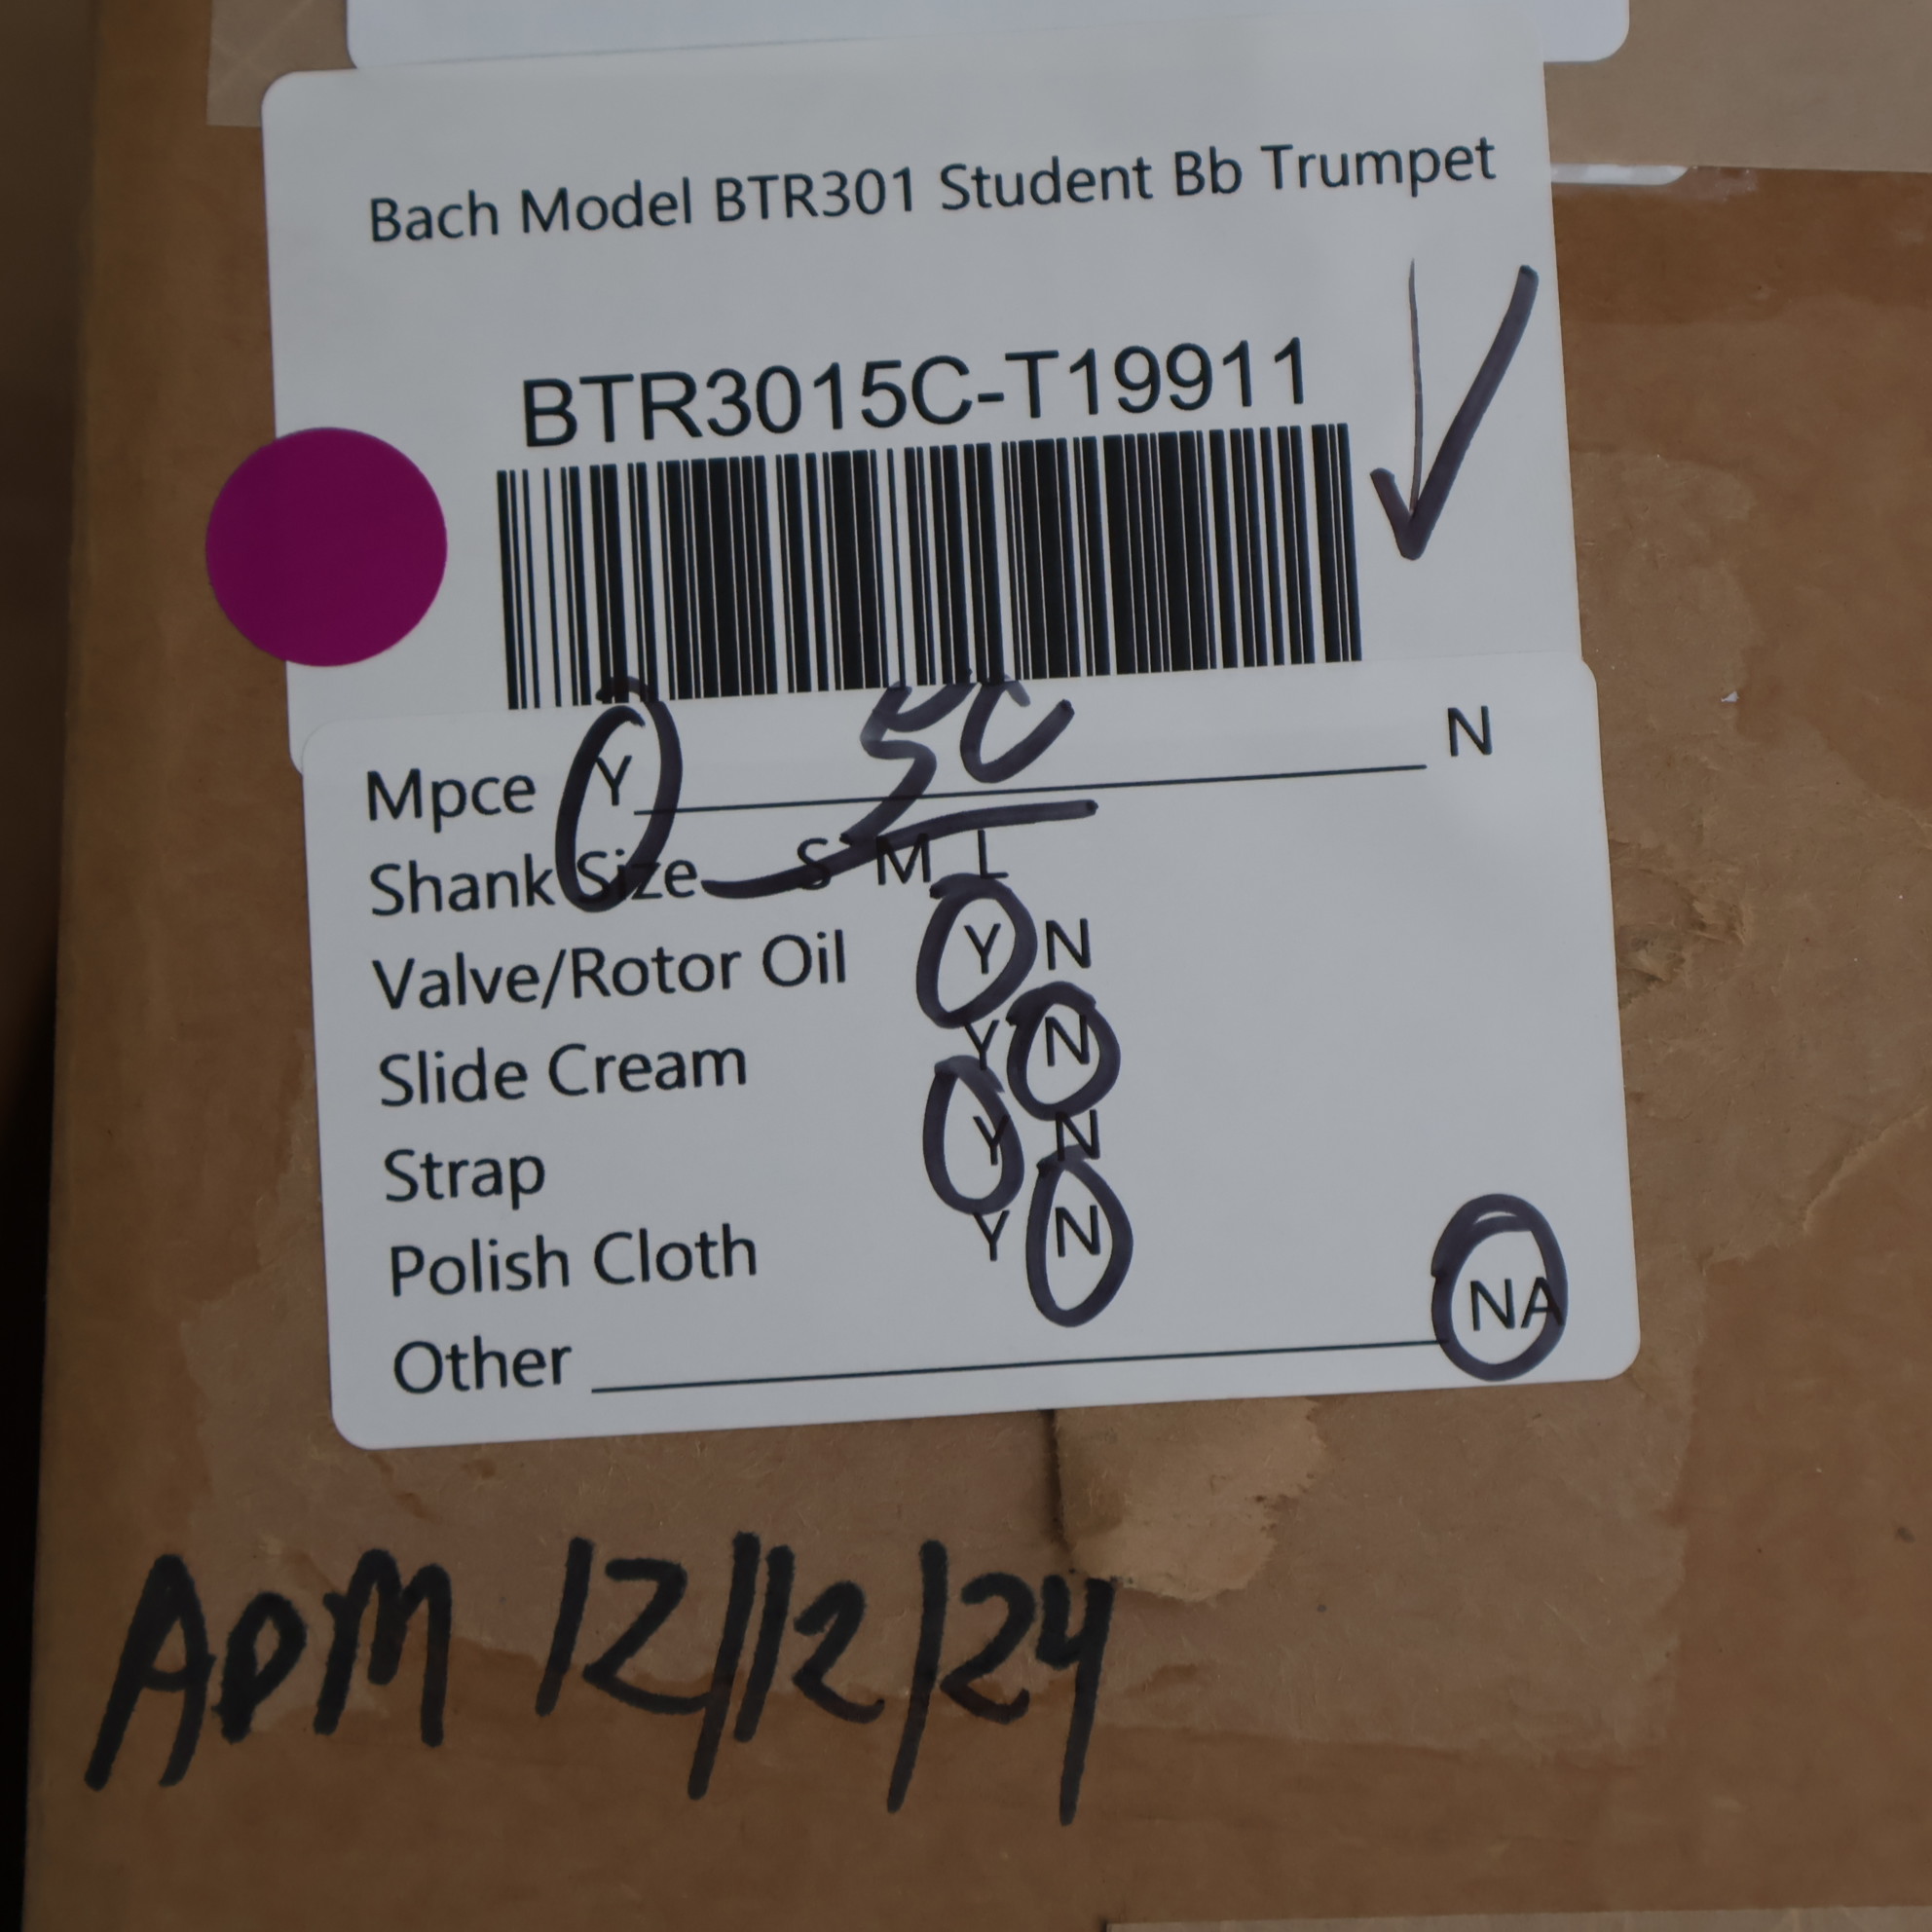 Bach Model BTR301 Student Bb Trumpet
BTR3015C-T19911
Mpce Y 5C N
Shank Size S M L
Valve/Rotor Oil Y N
Slide Cream Y N
Strap Y N
Polish Cloth Y N
Other NA
ADM 12/12/24